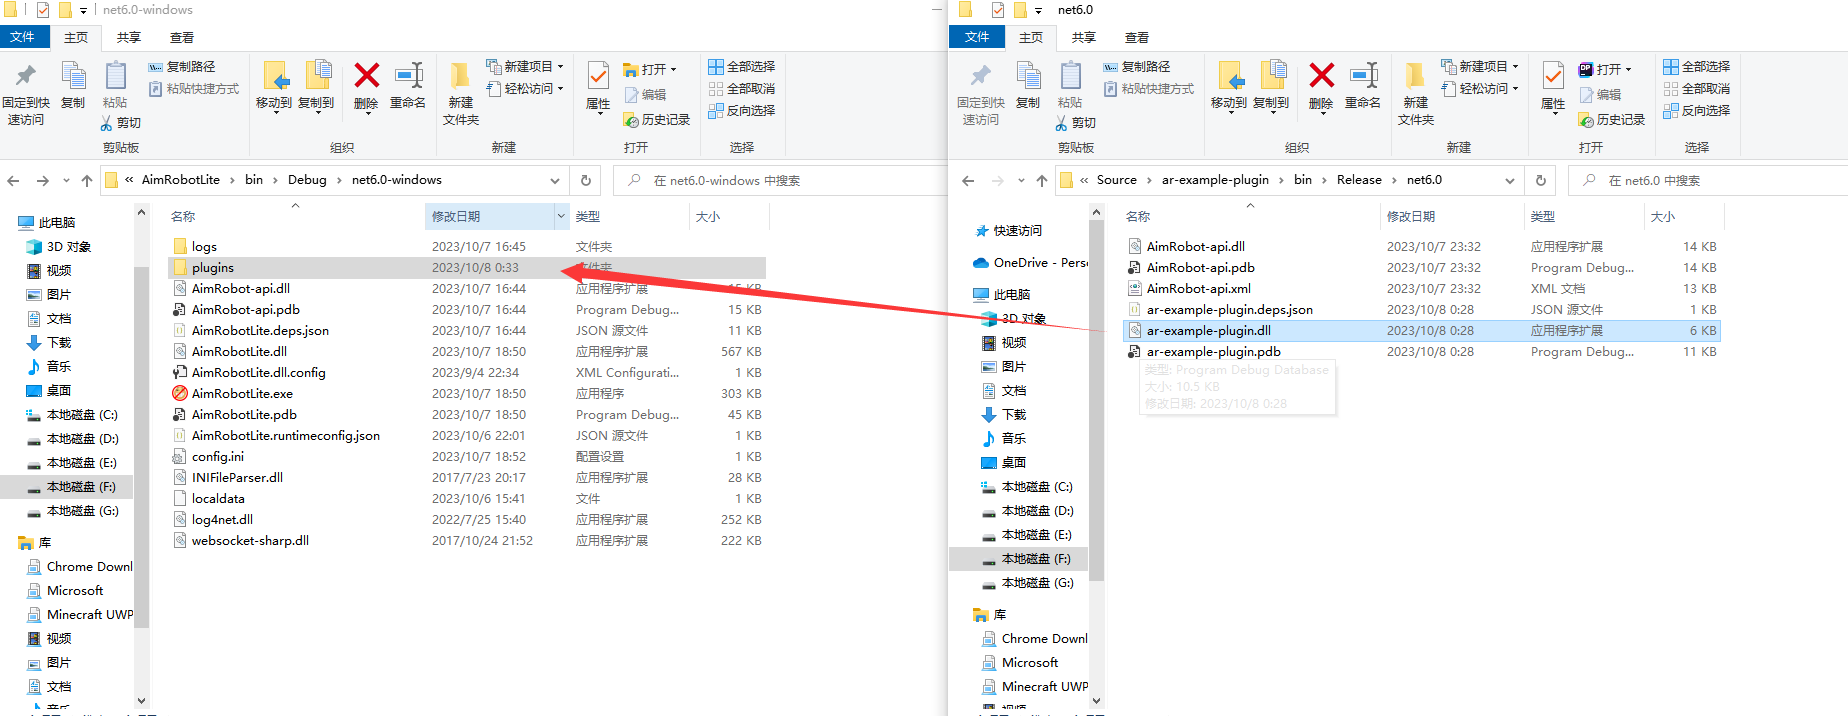 net6.0-windows
文件
主页
共享
查看
固定到快
速访问
复制
粘贴
复制路径
粘贴快捷方式
剪切
剪贴板
移动到
复制到
删除
重命名
组织
新建
文件夹
新建项目
轻松访问
新建
属性
打开
编辑
历史记录
打开
全部选择
全部取消
反向选择
选择
« AimRobotLite › bin › Debug › net6.0-windows
在 net6.0-windows 中搜索
此电脑
3D 对象
视频
图片
文档
下载
音乐
桌面
本地磁盘 (C:)
本地磁盘 (D:)
本地磁盘 (E:)
本地磁盘 (F:)
本地磁盘 (G:)
库
Chrome Downl
Microsoft
Minecraft UWP
视频
图片
文档
音乐
名称 修改日期 类型 大小
logs 2023/10/7 16:45 文件夹
plugins 2023/10/8 0:33 文件夹
AimRobot-api.dll 2023/10/7 16:44 应用程序扩展 15 KB
AimRobot-api.pdb 2023/10/7 16:44 Program Debug... 15 KB
AimRobotLite.deps.json 2023/10/7 16:44 JSON 源文件 11 KB
AimRobotLite.dll 2023/10/7 18:50 应用程序扩展 567 KB
AimRobotLite.dll.config 2023/9/4 22:34 XML Configurati... 1 KB
AimRobotLite.exe 2023/10/7 18:50 应用程序 303 KB
AimRobotLite.pdb 2023/10/7 18:50 Program Debug... 45 KB
AimRobotLite.runtimeconfig.json 2023/10/6 22:01 JSON 源文件 1 KB
config.ini 2023/10/7 18:52 配置设置 1 KB
INIFileParser.dll 2017/7/23 20:17 应用程序扩展 28 KB
localdata 2023/10/6 15:41 文件 1 KB
log4net.dll 2022/7/25 15:40 应用程序扩展 252 KB
websocket-sharp.dll 2017/10/24 21:52 应用程序扩展 222 KB
net6.0
文件
主页
共享
查看
固定到快
速访问
复制
粘贴
复制路径
粘贴快捷方式
剪切
剪贴板
移动到
复制到
删除
重命名
组织
新建
文件夹
新建项目
轻松访问
新建
属性
打开
编辑
历史记录
打开
全部选择
全部取消
反向选择
选择
« Source › ar-example-plugin › bin › Release › net6.0
在 net6.0 中搜索
快速访问
OneDrive - Perso
此电脑
3D 对象
视频
图片
文档
下载
音乐
桌面
本地磁盘 (C:)
本地磁盘 (D:)
本地磁盘 (E:)
本地磁盘 (F:)
本地磁盘 (G:)
库
Chrome Downl
Microsoft
Minecraft UWP
视频
名称 修改日期 类型 大小
AimRobot-api.dll 2023/10/7 23:32 应用程序扩展 14 KB
AimRobot-api.pdb 2023/10/7 23:32 Program Debug... 14 KB
AimRobot-api.xml 2023/10/7 23:32 XML 文档 13 KB
ar-example-plugin.deps.json 2023/10/8 0:28 JSON 源文件 1 KB
ar-example-plugin.dll 2023/10/8 0:28 应用程序扩展 6 KB
ar-example-plugin.pdb 2023/10/8 0:28 Program Debug... 11 KB
类型: Program Debug Database
大小: 10.5 KB
修改日期: 2023/10/8 0:28